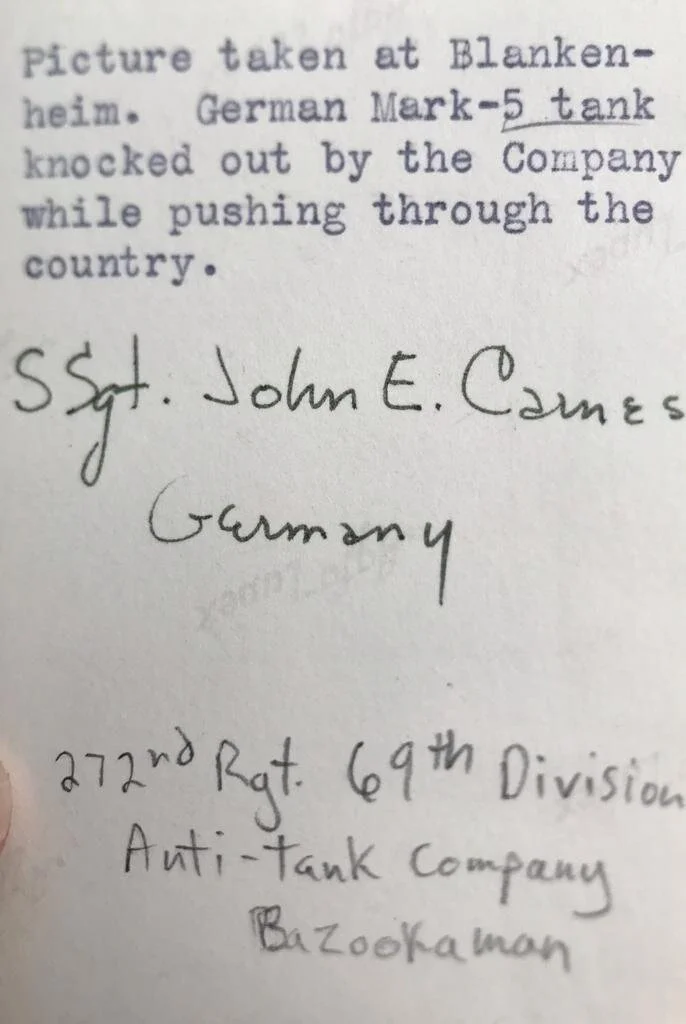 Picture taken at Blanken-
heim. German Mark-5 tank
knocked out by the Company
while pushing through the
country.
SSgt. John E. Carnes
Germany
272nd Rgt. 69th Division
Anti-tank Company
Bazookaman